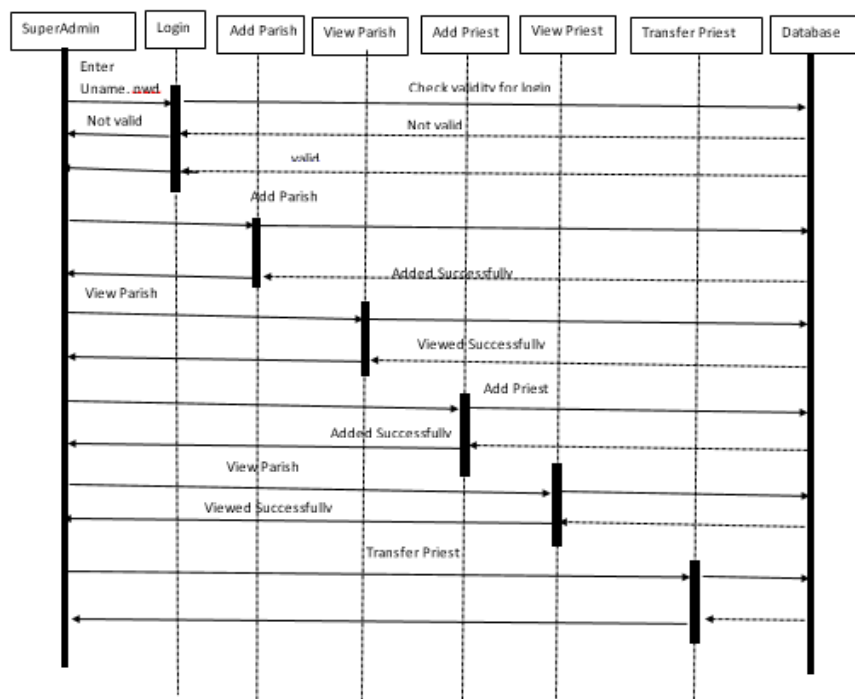 SuperAdmin
Login
Add Parish
View Parish
Add Priest
View Priest
Transfer Priest
Database
Enter
Uname, pwd
Check validity for login
Not valid
Not valid
valid
Add Parish
Added Successfully
View Parish
Viewed Successfully
Add Priest
Added Successfully
View Parish
Viewed Successfully
Transfer Priest